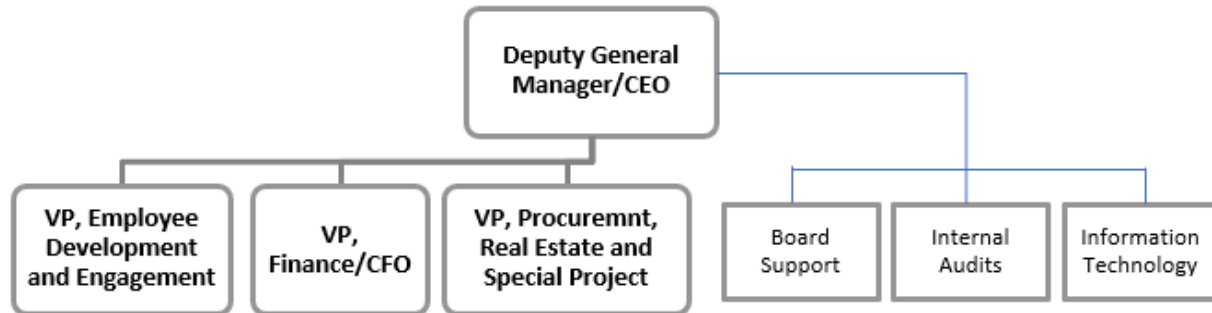 Deputy General
Manager/CEO
VP, Employee
Development
and Engagement
VP,
Finance/CFO
VP, Procuremnt,
Real Estate and
Special Project
Board
Support
Internal
Audits
Information
Technology